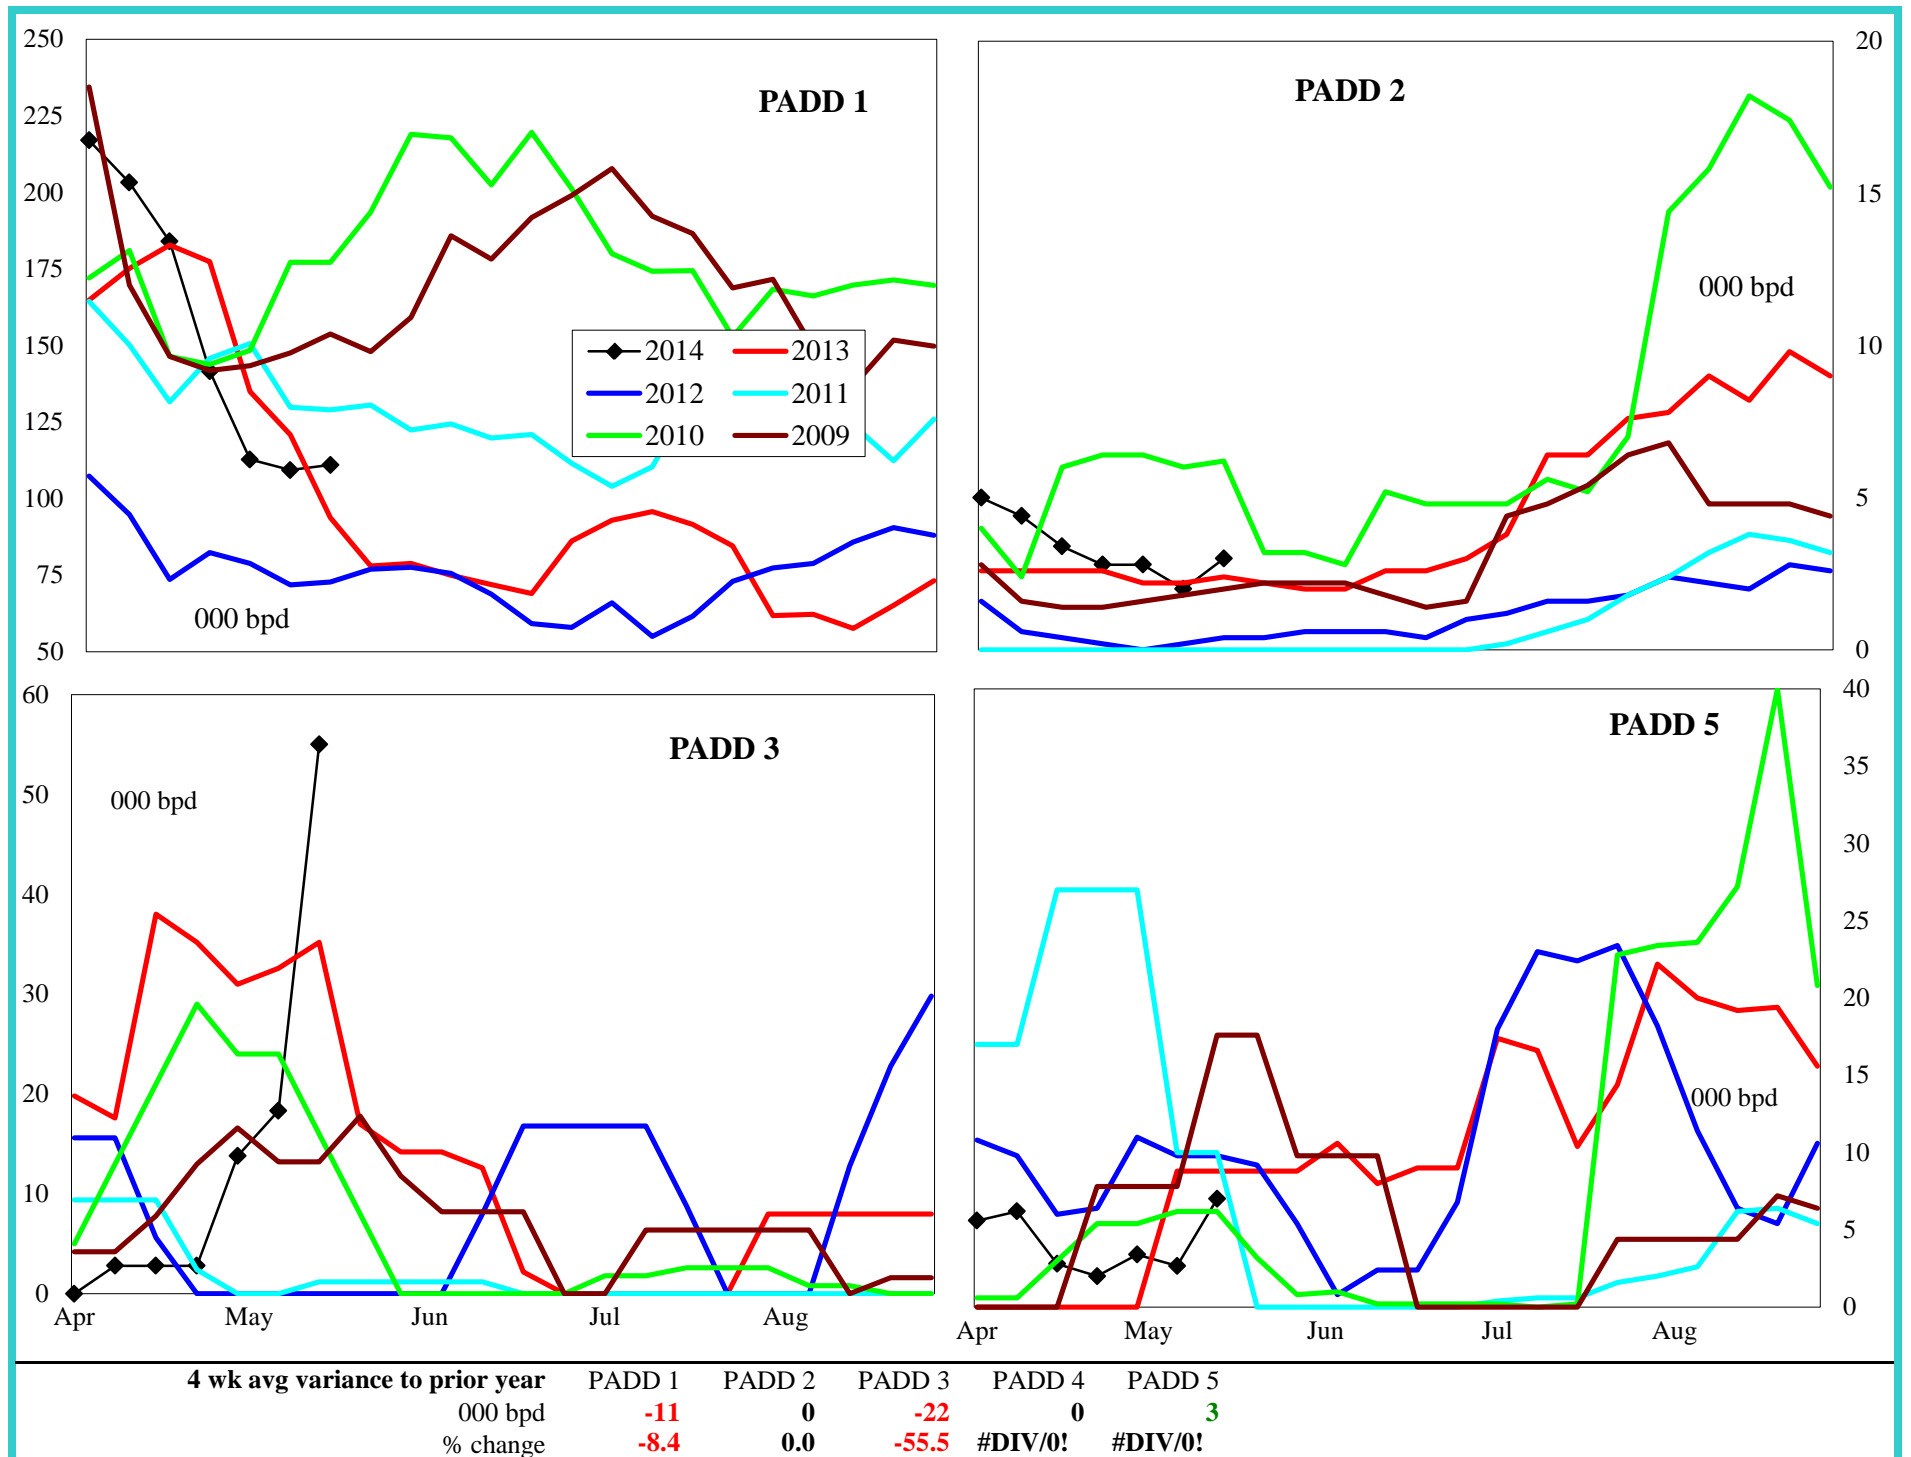 250
225
200
175
150
125
100
75
50
PADD 1
000 bpd
2014 2013
2012 2011
2010 2009
PADD 2
000 bpd
20
15
10
5
0
60
50
40
30
20
10
0
PADD 3
000 bpd
Apr May Jun Jul Aug
PADD 5
000 bpd
40
35
30
25
20
15
10
5
0
Apr May Jun Jul Aug
4 wk avg variance to prior year PADD 1 PADD 2 PADD 3 PADD 4 PADD 5
000 bpd -11 0 -22 0 3
% change -8.4 0.0 -55.5 #DIV/0! #DIV/0!